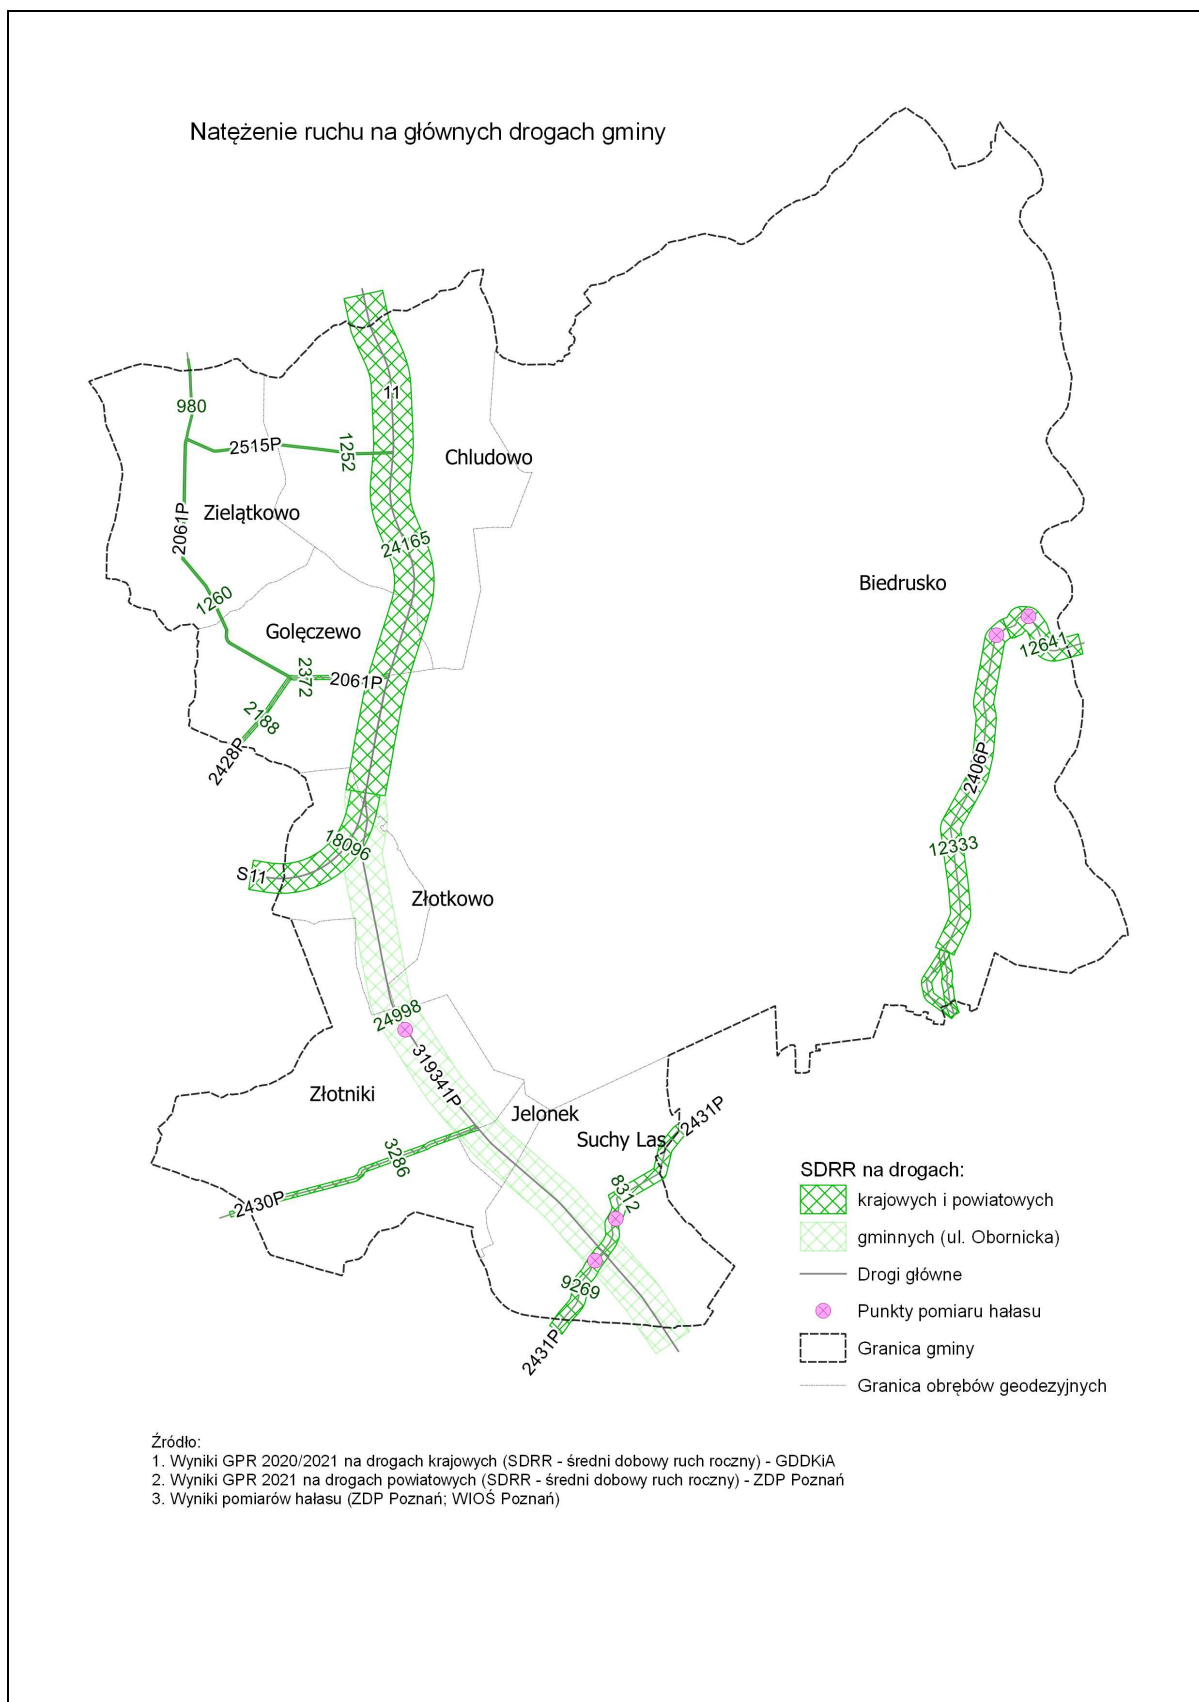 Natężenie ruchu na głównych drogach gminy
11
980
2515P
1252
Chludowo
2061P
Zielątkowo
24165
Biedrusko
1260
Golęczewo
2372
2061P
12641
2188
2428P
2406P
18096
S11
12333
Złotkowo
24998
319341P
Złotniki
Jelonek
Suchy Las
2431P
3286
2430P
8312
9269
2431P
SDRR na drogach:
krajowych i powiatowych
gminnych (ul. Obornicka)
Drogi główne
Punkty pomiaru hałasu
Granica gminy
Granica obrębów geodezyjnych
Źródło:
1. Wyniki GPR 2020/2021 na drogach krajowych (SDRR - średni dobowy ruch roczny) - GDDKiA
2. Wyniki GPR 2021 na drogach powiatowych (SDRR - średni dobowy ruch roczny) - ZDP Poznań
3. Wyniki pomiarów hałasu (ZDP Poznań; WIOŚ Poznań)